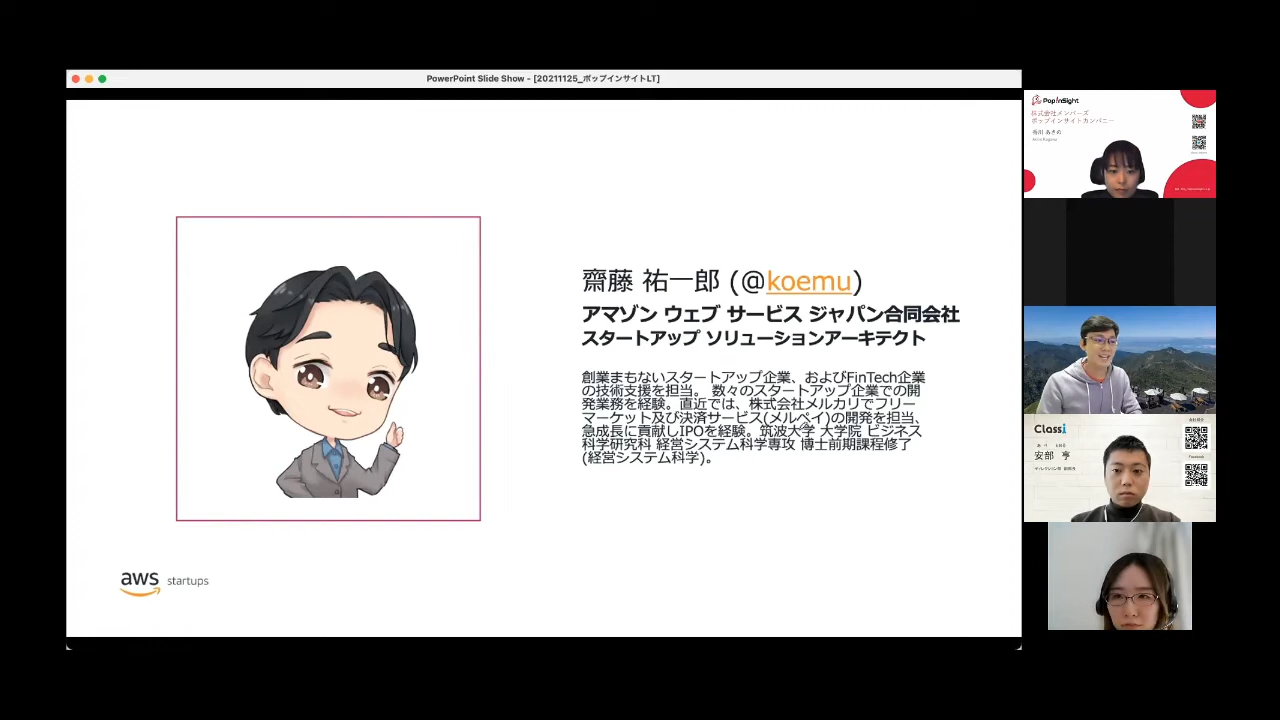 PowerPoint Slide Show - [20211125_ポップインサイトLT]
齋藤 祐一郎 (@koemu)
アマゾン ウェブ サービス ジャパン合同会社
スタートアップ ソリューションアーキテクト
創業まもないスタートアップ企業、およびFinTech企業
の技術支援を担当。 数々のスタートアップ企業での開
発業務を経験。直近では、株式会社メルカリでフリー
マーケット及び決済サービス(メルペイ)の開発を担当、
急成長に貢献しIPOを経験。筑波大学 大学院 ビジネス
科学研究科 経営システム科学専攻 博士前期課程修了
(経営システム科学)。
aws startups
PopinSight
株式会社メンバーズ
ポップインサイトカンパニー
Classi
安部 亨
Facebook